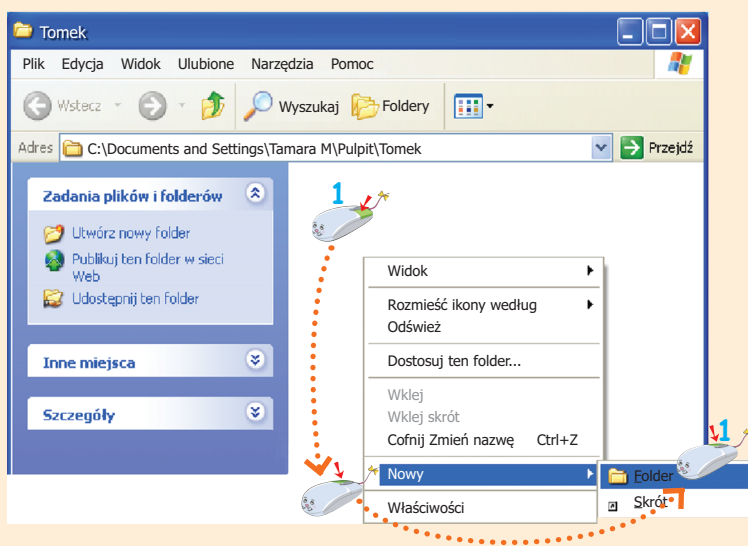 Tomek
Plik Edycja Widok Ulubione Narzędzia Pomoc
Wstecz Wyszukaj Foldery
Adres C:\Documents and Settings\Tamara M\Pulpit\Tomek Przejdź
Zadania plików i folderów
Utwórz nowy folder
Publikuj ten folder w sieci
Web
Udostępnij ten folder
Inne miejsca
Szczegóły
1
Widok
Rozmieść ikony według
Odśwież
Dostosuj ten folder...
Wklej
Wklej skrót
Cofnij Zmień nazwę Ctrl+Z
Nowy
Właściwości
1
Folder
Skrót